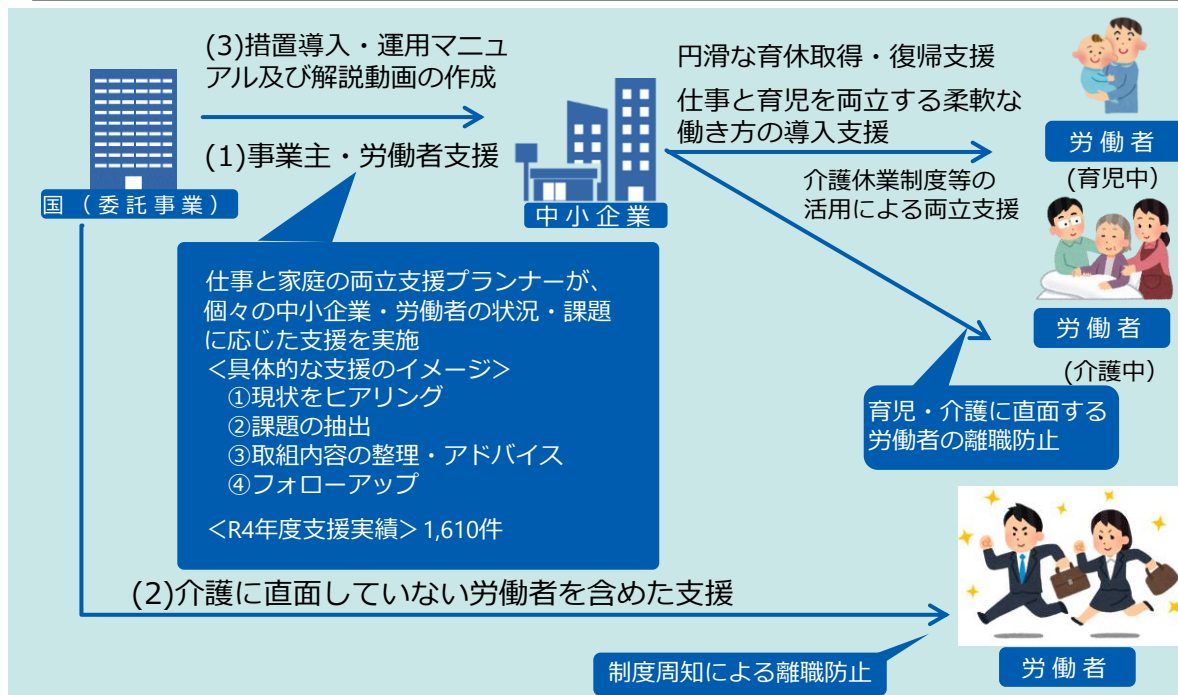 (3)措置導入・運用マニュ
アル及び解説動画の作成
(1)事業主・労働者支援
国（委託事業）
中小企業
円滑な育休取得・復帰支援
仕事と育児を両立する柔軟な
働き方の導入支援
労働者
(育児中)
介護休業制度等の
活用による両立支援
労働者
(介護中)
仕事と家庭の両立支援プランナーが、
個々の中小企業・労働者の状況・課題
に応じた支援を実施
＜具体的な支援のイメージ＞
①現状をヒアリング
②課題の抽出
③取組内容の整理・アドバイス
④フォローアップ
＜R4年度支援実績＞1,610件
育児・介護に直面する
労働者の離職防止
(2)介護に直面していない労働者を含めた支援
制度周知による離職防止
労働者